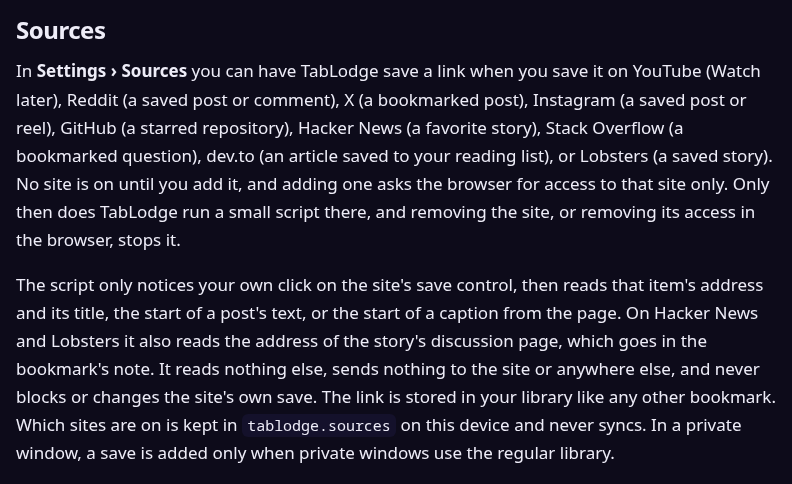 Sources
In Settings › Sources you can have TabLodge save a link when you save it on YouTube (Watch
later), Reddit (a saved post or comment), X (a bookmarked post), Instagram (a saved post or
reel), GitHub (a starred repository), Hacker News (a favorite story), Stack Overflow (a
bookmarked question), dev.to (an article saved to your reading list), or Lobsters (a saved story).
No site is on until you add it, and adding one asks the browser for access to that site only. Only
then does TabLodge run a small script there, and removing the site, or removing its access in
the browser, stops it.
The script only notices your own click on the site's save control, then reads that item's address
and its title, the start of a post's text, or the start of a caption from the page. On Hacker News
and Lobsters it also reads the address of the story's discussion page, which goes in the
bookmark's note. It reads nothing else, sends nothing to the site or anywhere else, and never
blocks or changes the site's own save. The link is stored in your library like any other bookmark.
Which sites are on is kept in tablodge.sources on this device and never syncs. In a private
window, a save is added only when private windows use the regular library.